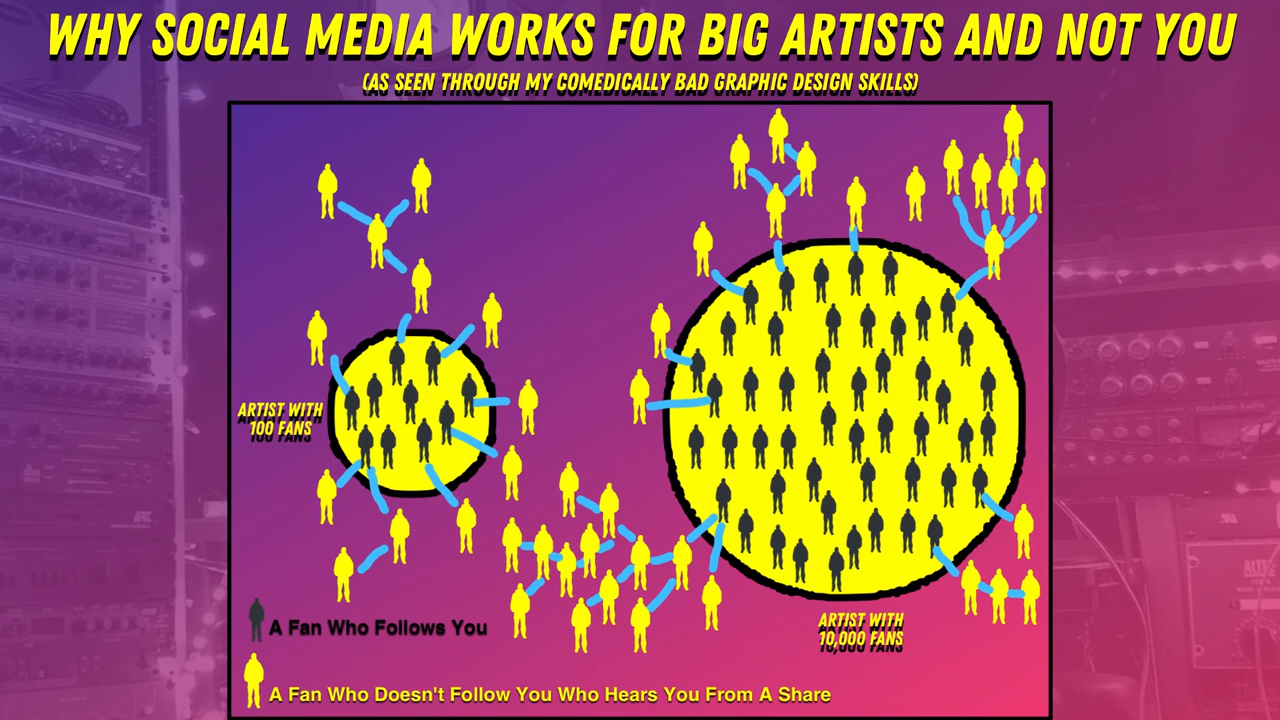 WHY SOCIAL MEDIA WORKS FOR BIG ARTISTS AND NOT YOU
(AS SEEN THROUGH MY COMEDICALLY BAD GRAPHIC DESIGN SKILLS)
ARTIST WITH
100 FANS
ARTIST WITH
10,000 FANS
A Fan Who Follows You
A Fan Who Doesn't Follow You Who Hears You From A Share